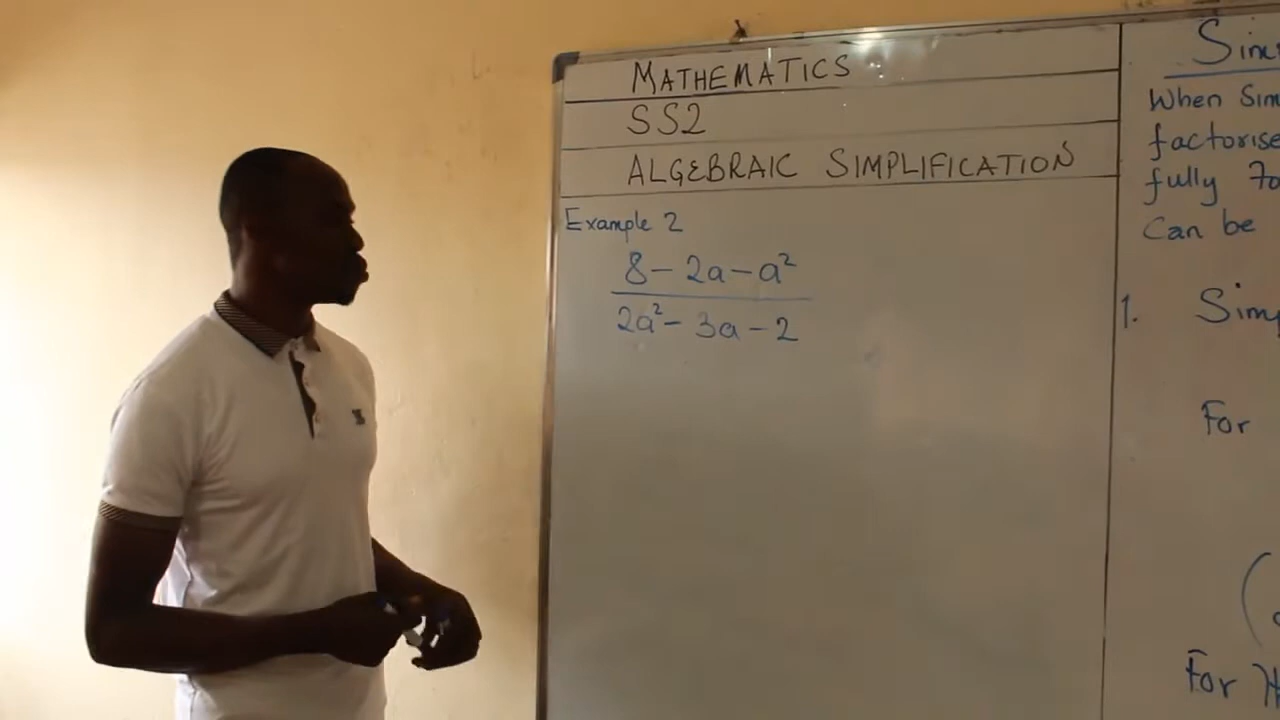 MATHEMATICS
SS2
ALGEBRAIC SIMPLIFICATION
Example 2
8 - 2a - a²
2a² - 3a - 2
When
factorise
fully
Can be
1.
For
(
For